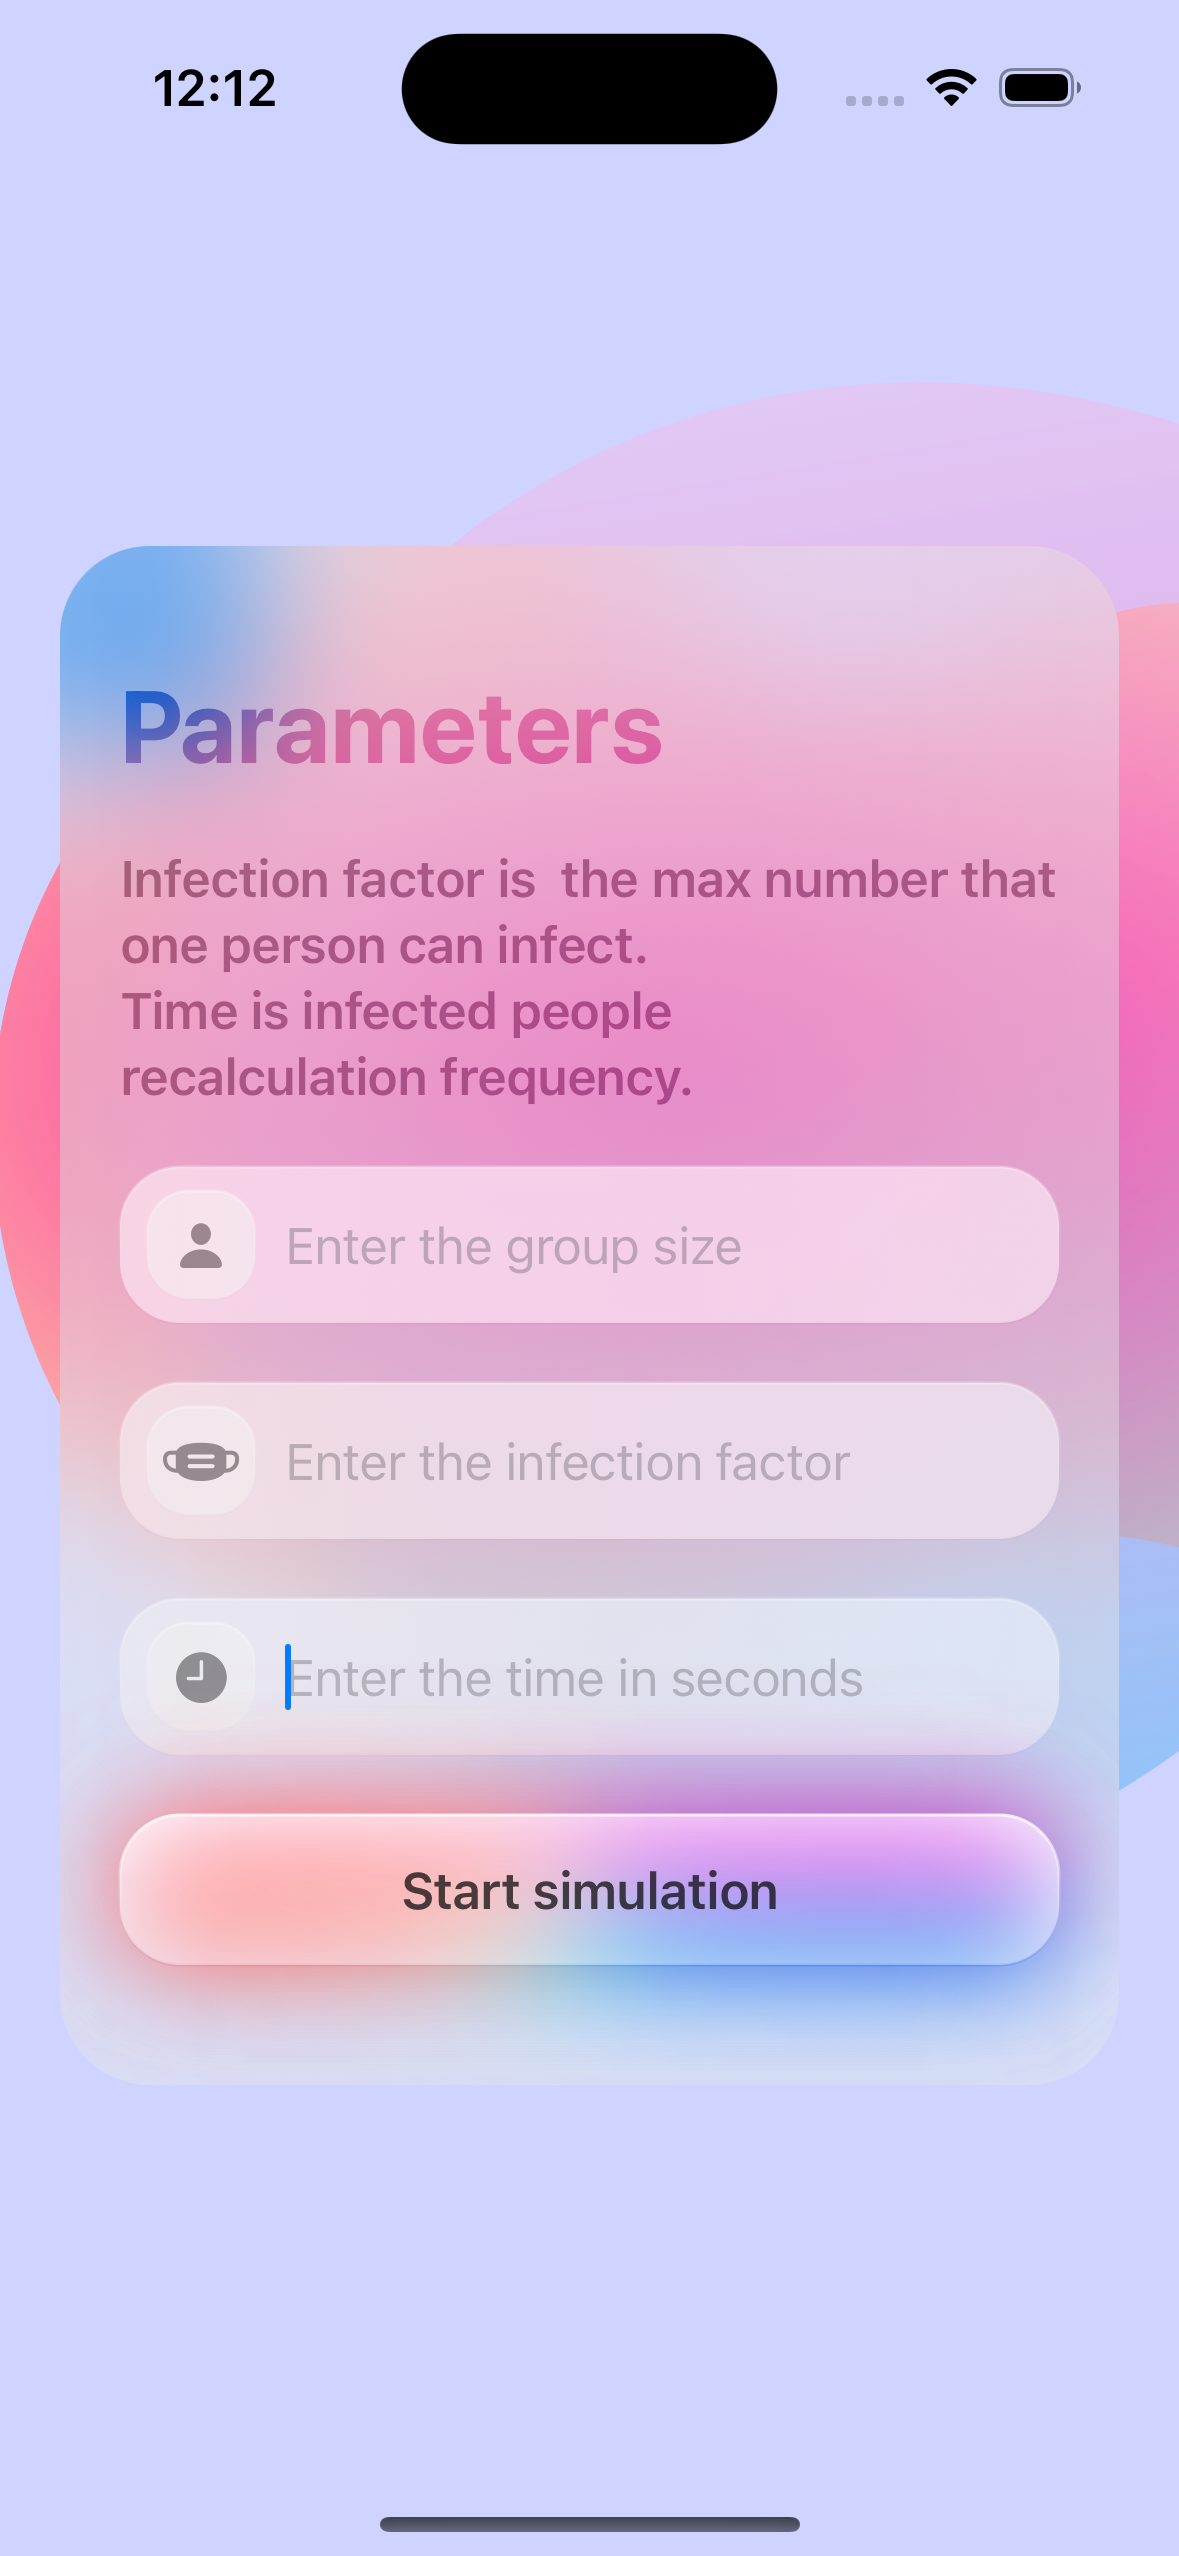 12:12
Parameters
Infection factor is  the max number that
one person can infect.
Time is infected people
recalculation frequency.
Enter the group size
Enter the infection factor
Enter the time in seconds
Start simulation